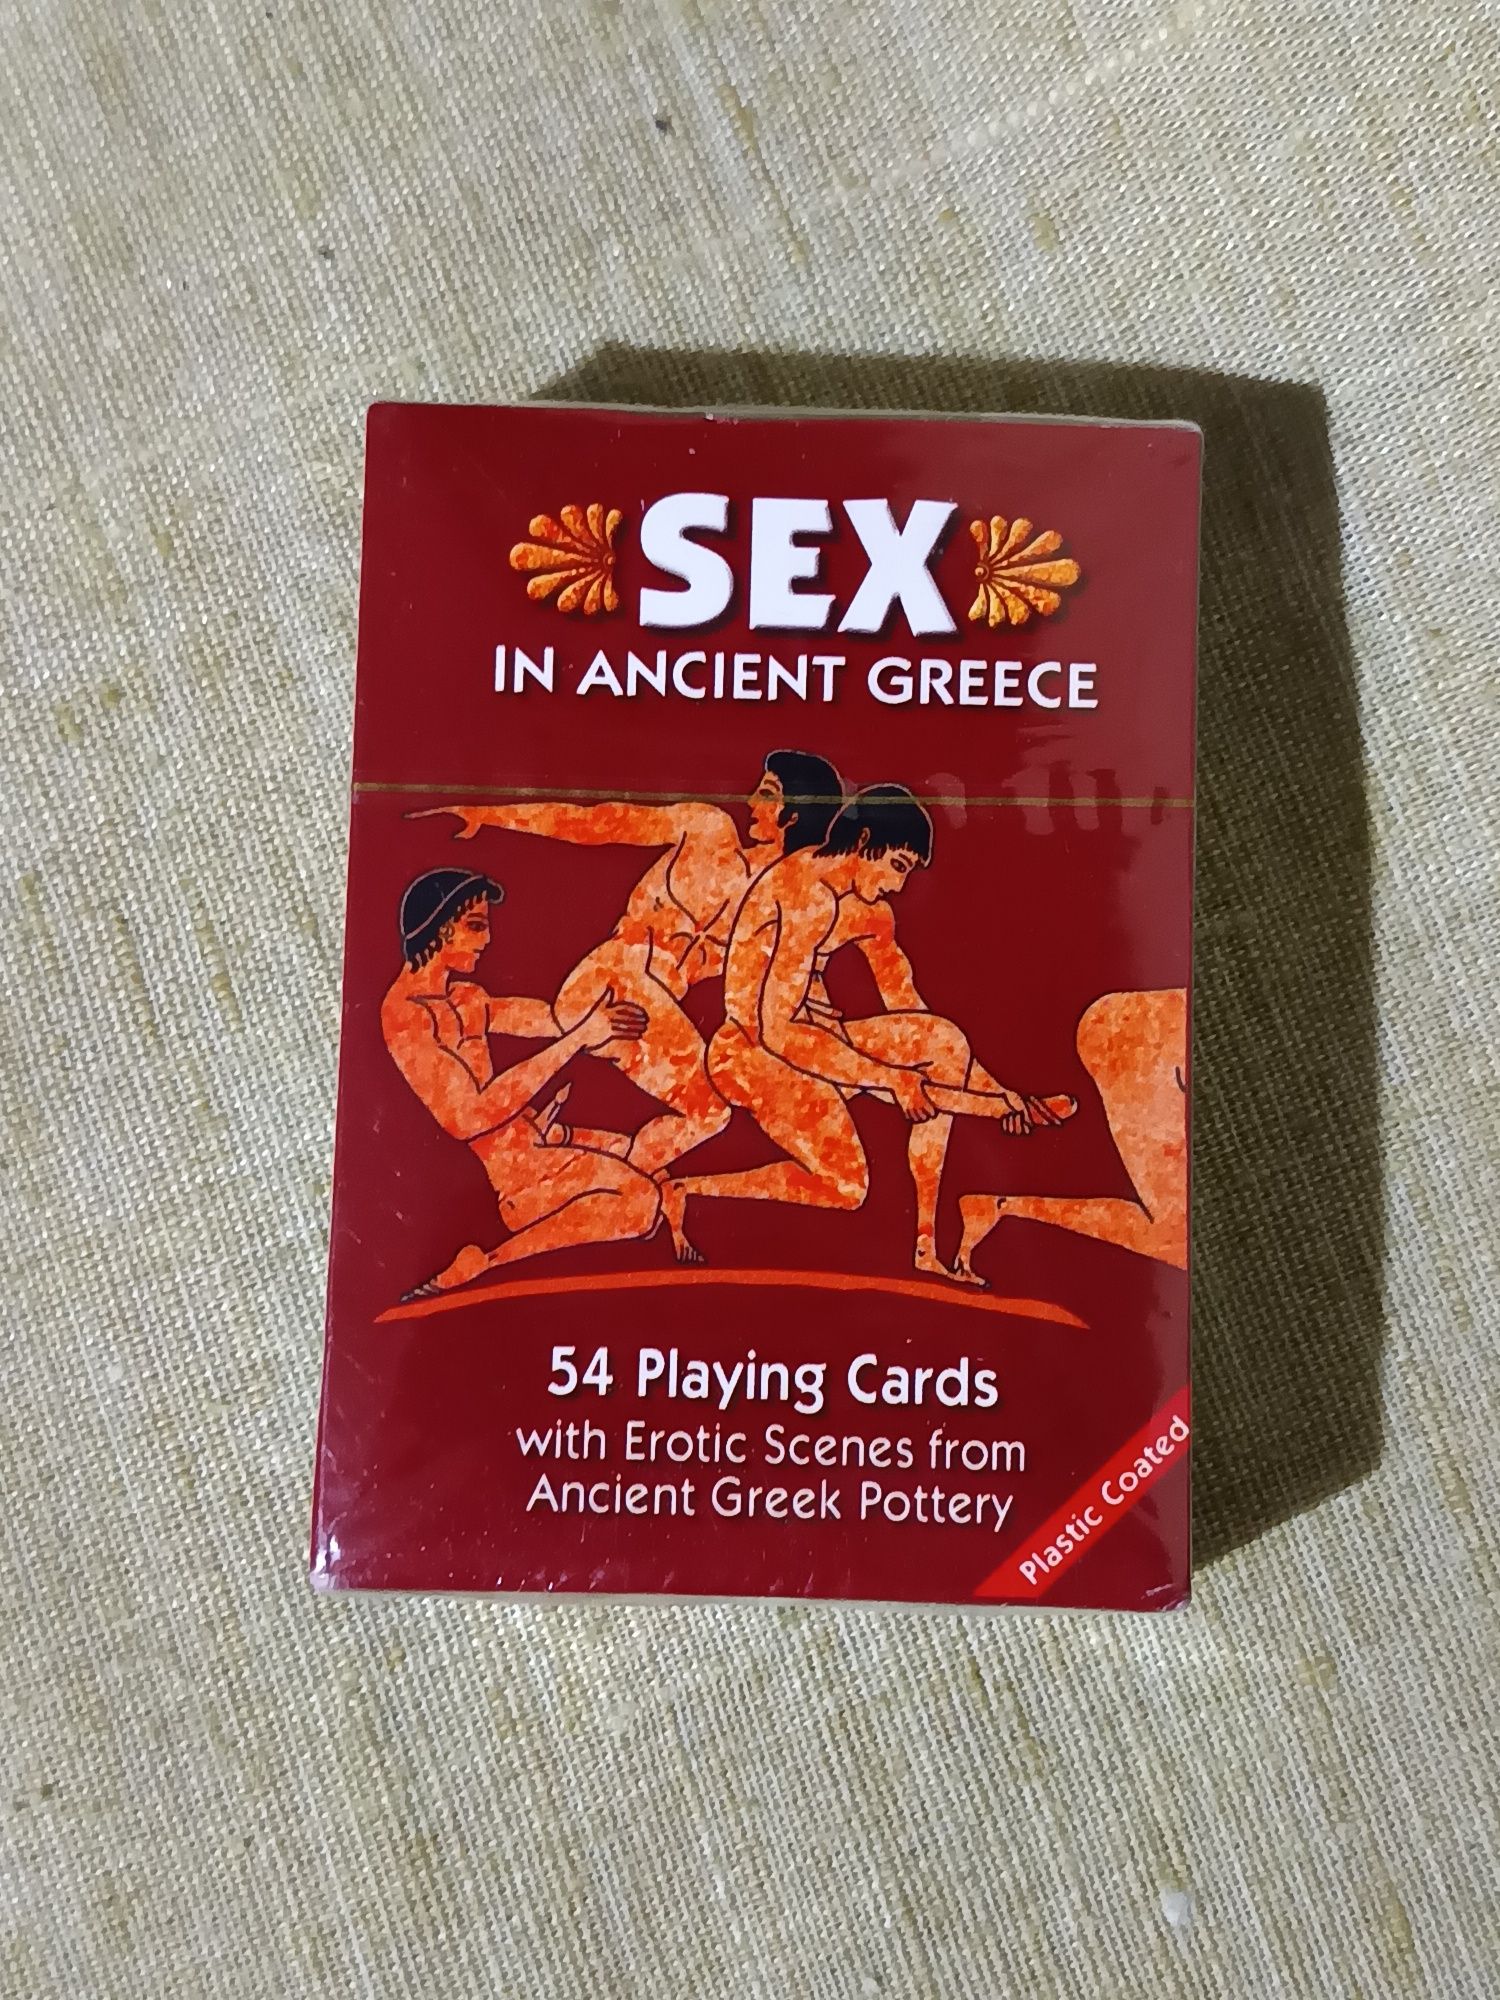 SEX
IN ANCIENT GREECE
54 Playing Cards
with Erotic Scenes from
Ancient Greek Pottery
Plastic Coated